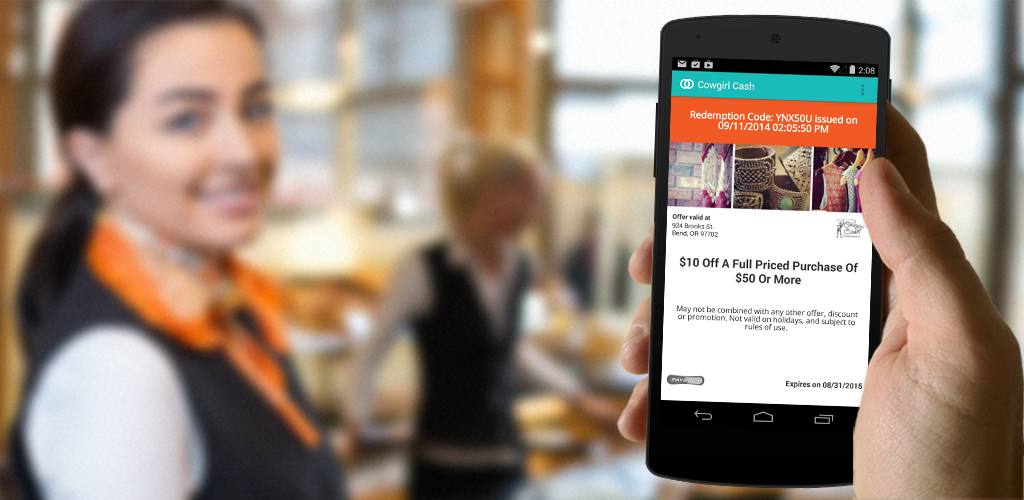 2:08
Cowgirl Cash
Redemption Code: YNX50U issued on
09/11/2014 02:05:50 PM
Offer valid at
924 Brooks St.
Bend, OR 97702
$10 Off A Full Priced Purchase Of
$50 Or More
May not be combined with any other offer, discount
or promotion. Not valid on holidays, and subject to
rules of use.
Expires on 08/31/2015